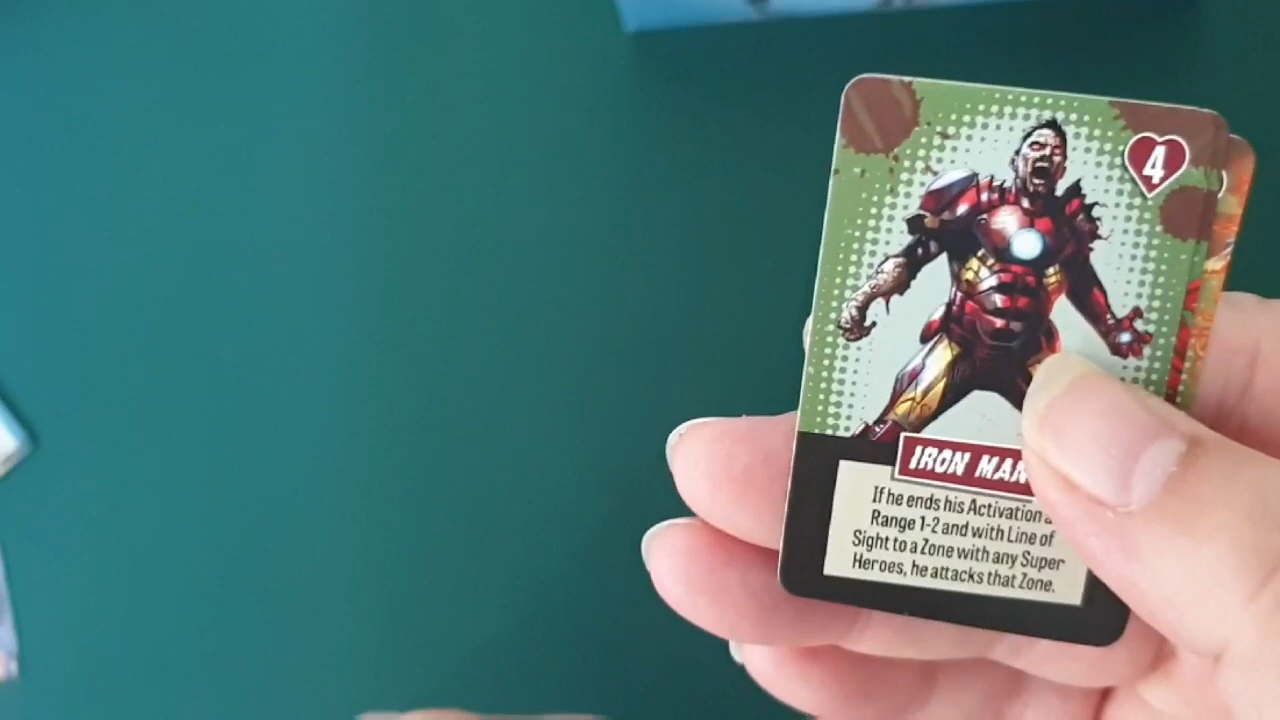 4
IRON MAN
If he ends his Activation
Range 1-2 and with Line of
Sight to a Zone with any Super
Heroes, he attacks that Zone.